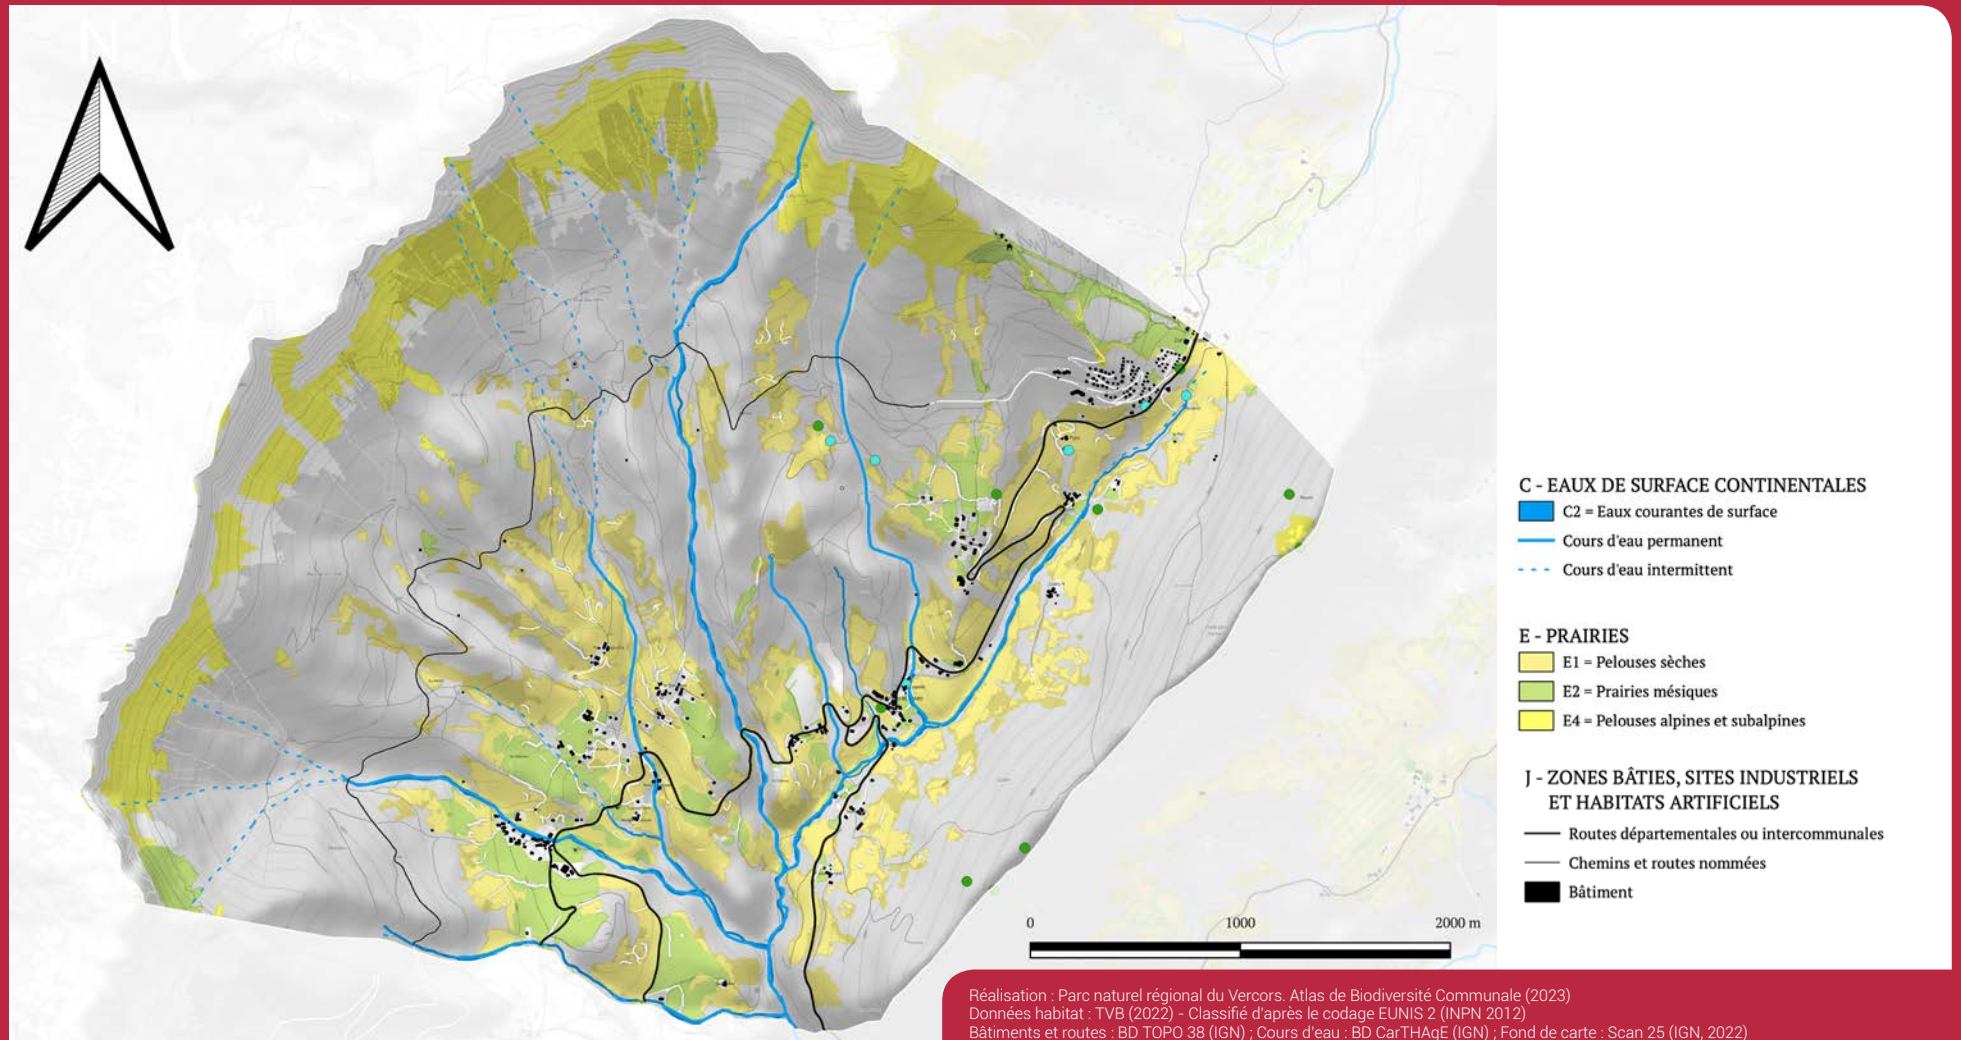 N
C - EAUX DE SURFACE CONTINENTALES
C2 = Eaux courantes de surface
Cours d'eau permanent
Cours d'eau intermittent
E - PRAIRIES
E1 = Pelouses sèches
E2 = Prairies mésiques
E4 = Pelouses alpines et subalpines
J - ZONES BÂTIES, SITES INDUSTRIELS
ET HABITATS ARTIFICIELS
Routes départementales ou intercommunales
Chemins et routes nommées
Bâtiment
0 1000 2000 m
Réalisation : Parc naturel régional du Vercors. Atlas de Biodiversité Communale (2023)
Données habitat : TVB (2022) - Classifié d'après le codage EUNIS 2 (INPN 2012)
Bâtiments et routes : BD TOPO 38 (IGN) ; Cours d'eau : BD CarTHAgE (IGN) ; Fond de carte : Scan 25 (IGN, 2022)